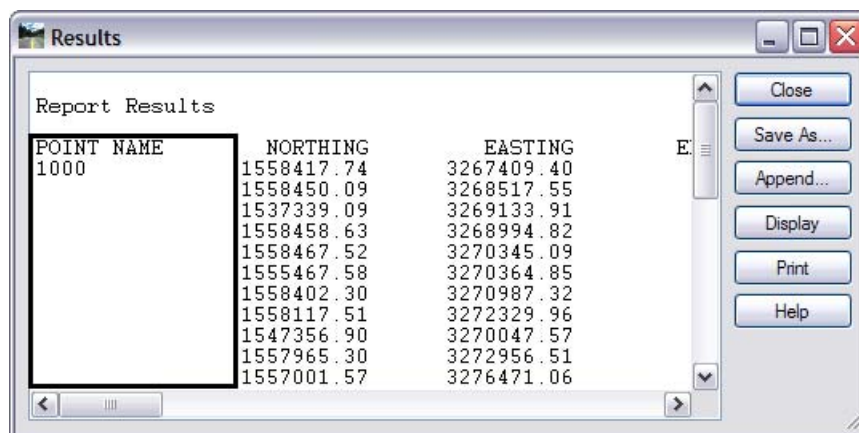 Results
Report Results
POINT NAME NORTHING EASTING
1000 1558417.74 3267409.40
1558450.09 3268517.55
1537339.09 3269133.91
1558458.63 3268994.82
1558467.52 3270345.09
1555467.58 3270364.85
1558402.30 3270987.32
1558117.51 3272329.96
1547356.90 3270047.57
1557965.30 3272956.51
1557001.57 3276471.06
Close
Save As...
Append...
Display
Print
Help